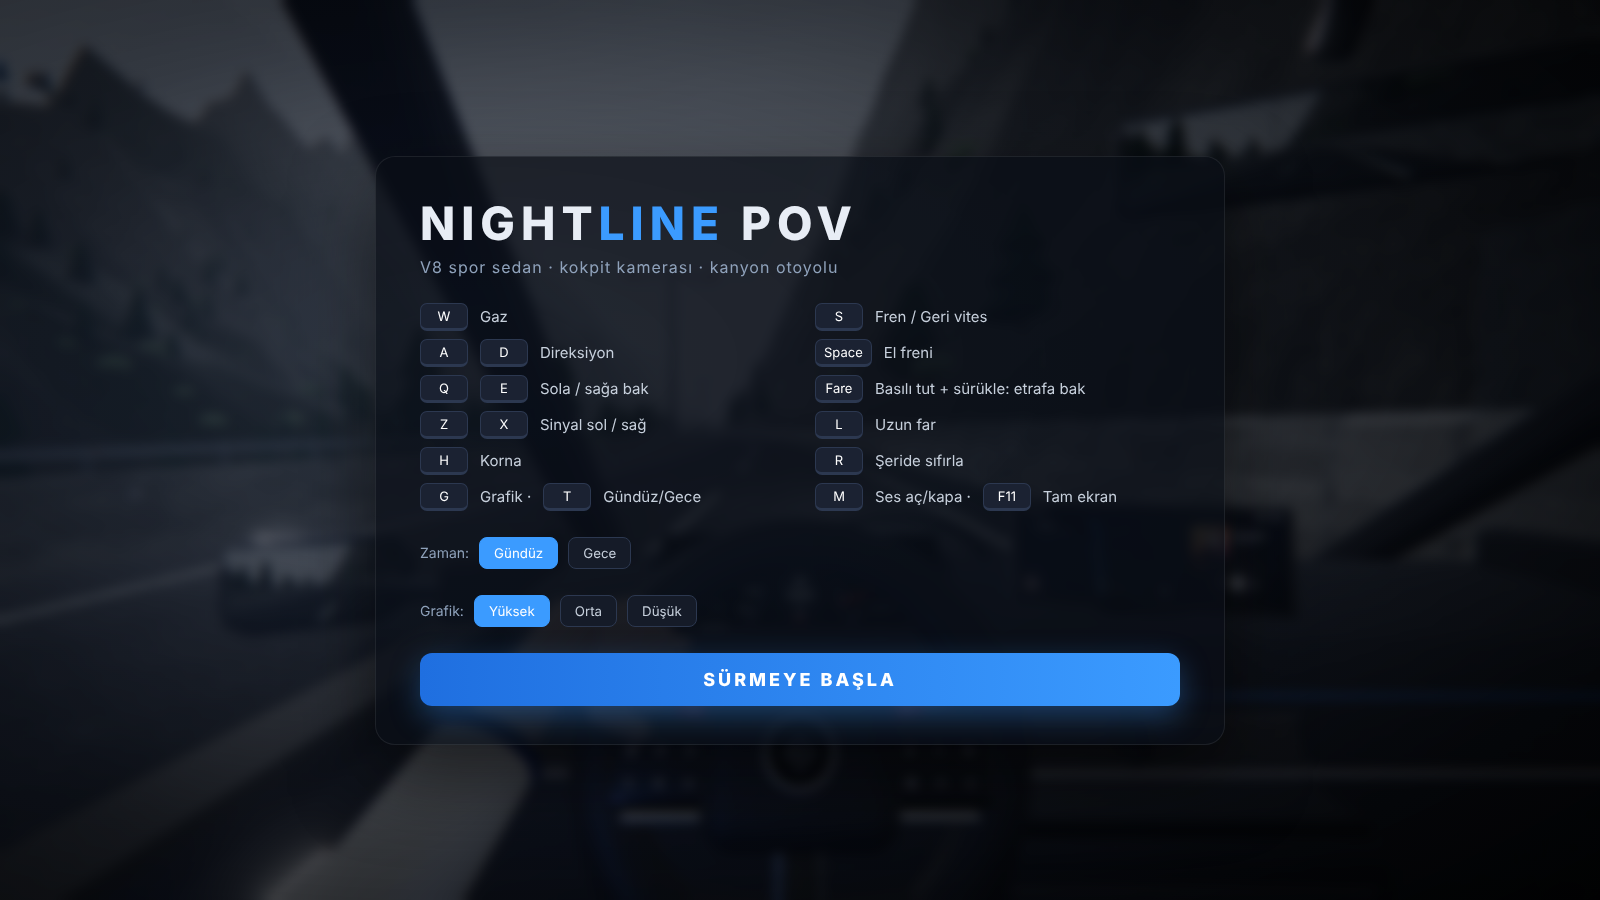 NIGHTLINE POV
V8 spor sedan · kokpit kamerası · kanyon otoyolu
W Gaz
S Fren / Geri vites
A D Direksiyon
Space El freni
Q E Sola / sağa bak
Fare Basılı tut + sürükle: etrafa bak
Z X Sinyal sol / sağ
L Uzun far
H Korna
R Şeride sıfırla
G Grafik · T Gündüz/Gece
M Ses aç/kapa · F11 Tam ekran
Zaman: Gündüz Gece
Grafik: Yüksek Orta Düşük
SÜRMEYE BAŞLA